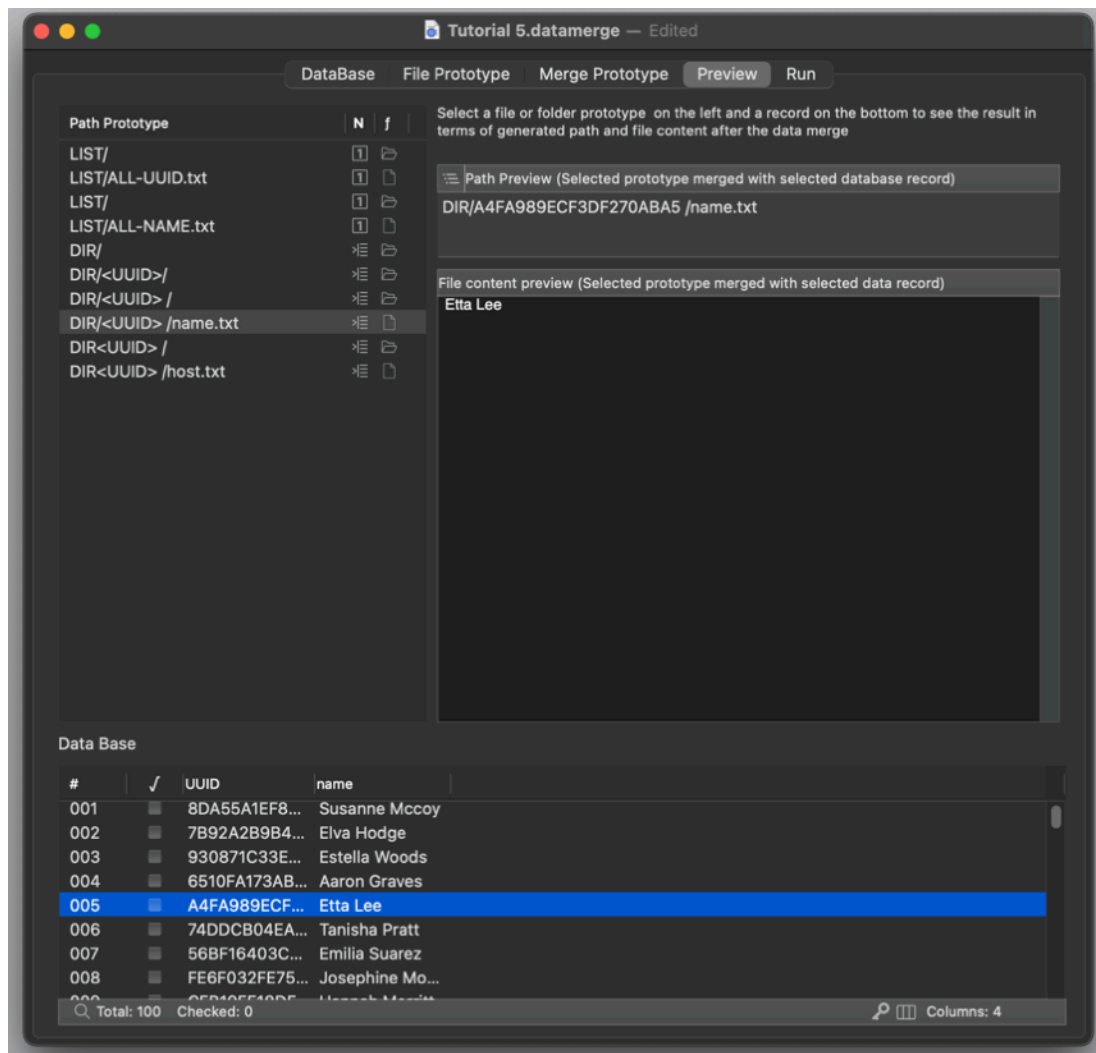 Tutorial 5.datamerge — Edited
DataBase File Prototype Merge Prototype Preview Run
Path Prototype N f
LIST/ 1
LIST/ALL-UUID.txt 1
LIST/ 1
LIST/ALL-NAME.txt 1
DIR/
DIR/<UUID>/
DIR/<UUID> /
DIR/<UUID> /name.txt
DIR<UUID> /
DIR<UUID> /host.txt
Select a file or folder prototype on the left and a record on the bottom to see the result in
terms of generated path and file content after the data merge
Path Preview (Selected prototype merged with selected database record)
DIR/A4FA989ECF3DF270ABA5 /name.txt
File content preview (Selected prototype merged with selected data record)
Etta Lee
Data Base
# √ UUID name
001 8DA55A1EF8... Susanne Mccoy
002 7B92A2B9B4... Elva Hodge
003 930871C33E... Estella Woods
004 6510FA173AB... Aaron Graves
005 A4FA989ECF... Etta Lee
006 74DDCB04EA... Tanisha Pratt
007 56BF16403C... Emilia Suarez
008 FE6F032FE75... Josephine Mo...
Total: 100 Checked: 0 Columns: 4